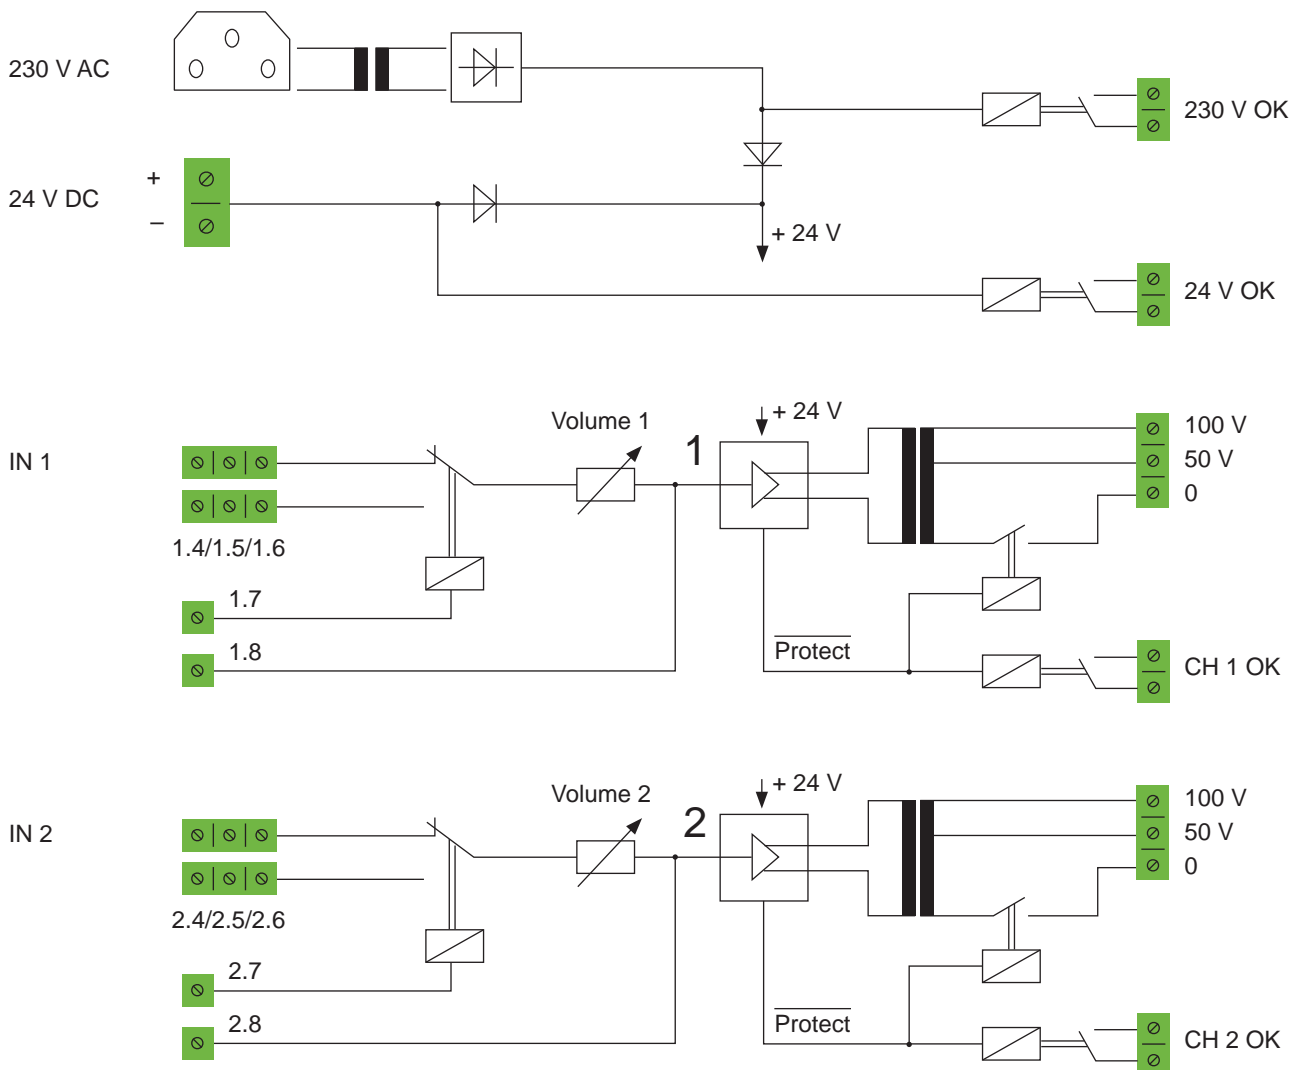 230 V AC
230 V OK
+
24 V DC
–
+ 24 V
24 V OK
Volume 1
+ 24 V
100 V
IN 1
1
50 V
0
1.4/1.5/1.6
1.7
1.8
Protect
CH 1 OK
Volume 2
+ 24 V
100 V
IN 2
2
50 V
0
2.4/2.5/2.6
2.7
2.8
Protect
CH 2 OK